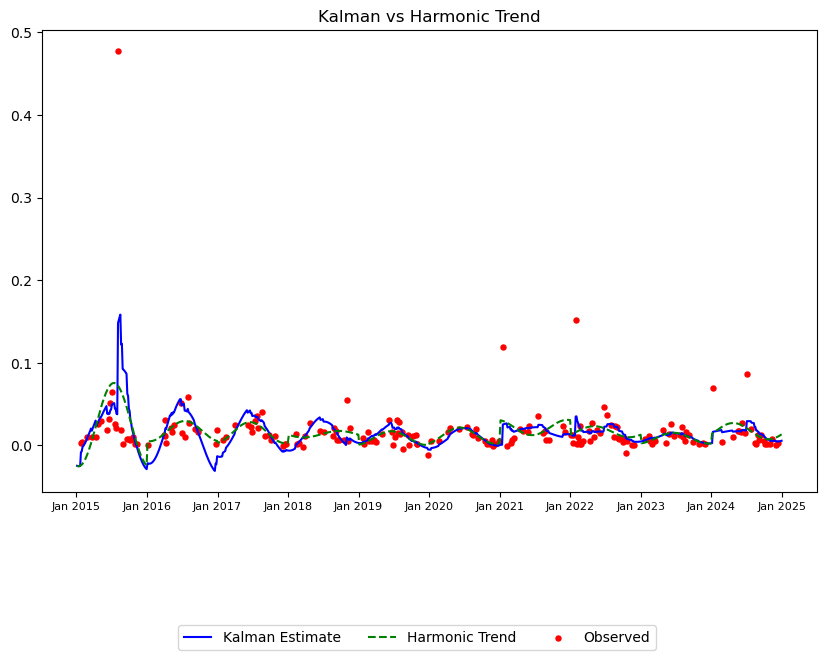 Kalman vs Harmonic Trend
0.5
0.4
0.3
0.2
0.1
0.0
Jan 2015 Jan 2016 Jan 2017 Jan 2018 Jan 2019 Jan 2020 Jan 2021 Jan 2022 Jan 2023 Jan 2024 Jan 2025
Kalman Estimate Harmonic Trend Observed